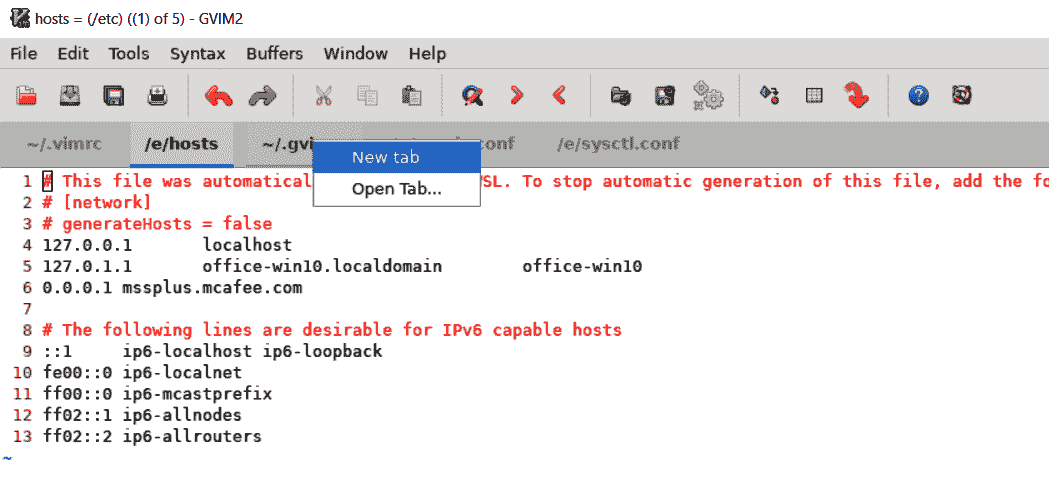 hosts = (/etc) ((1) of 5) - GVIM2
File Edit Tools Syntax Buffers Window Help
~/.vimrc /e/hosts ~/.gvi conf /e/sysctl.conf
New tab
Open Tab...
1 # This file was automatical SL. To stop automatic generation of this file, add the fo
2 # [network]
3 # generateHosts = false
4 127.0.0.1 localhost
5 127.0.1.1 office-win10.localdomain office-win10
6 0.0.0.1 mssplus.mcafee.com
7
8 # The following lines are desirable for IPv6 capable hosts
9 ::1 ip6-localhost ip6-loopback
10 fe00::0 ip6-localnet
11 ff00::0 ip6-mcastprefix
12 ff02::1 ip6-allnodes
13 ff02::2 ip6-allrouters
~